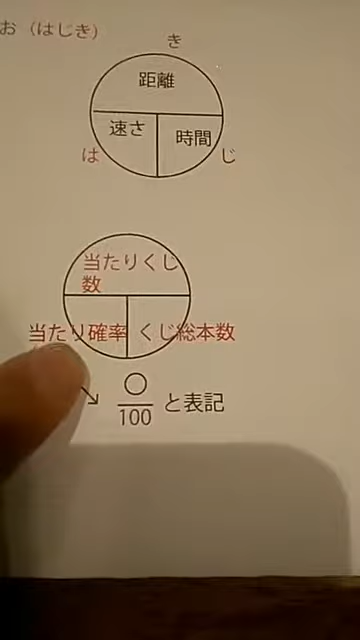 お（はじき）
き
距離
速さ
時間
は
じ
当たりくじ
数
当たり確率
くじ総本数
↘
○
100
と表記